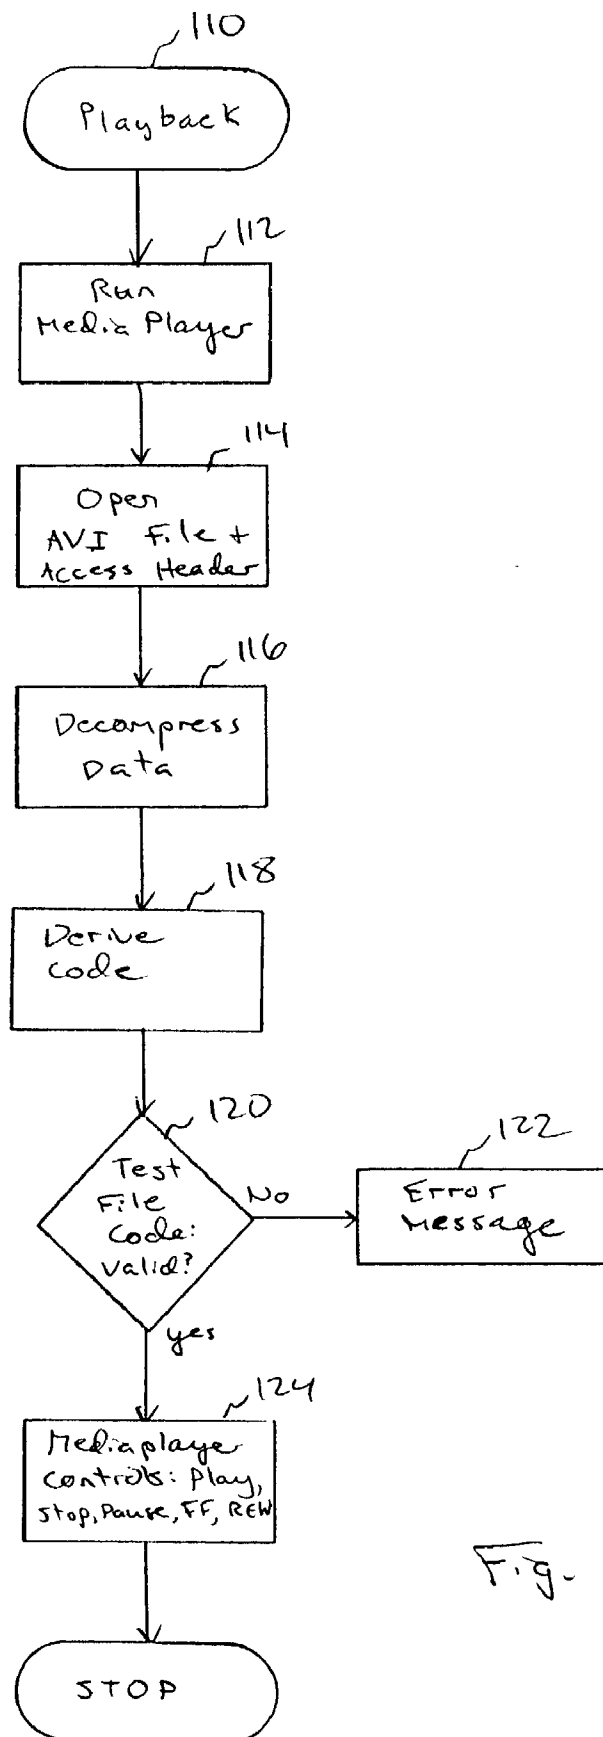 110
Playback
112
Run
Media Player
114
Open
AVI File +
Access Header
116
Decompress
Data
118
Derive
Code
120
Test
File
Code:
Valid?
No
122
Error
Message
yes
124
Mediaplayer
Controls: Play,
Stop, Pause, FF, REW
STOP
Fig.